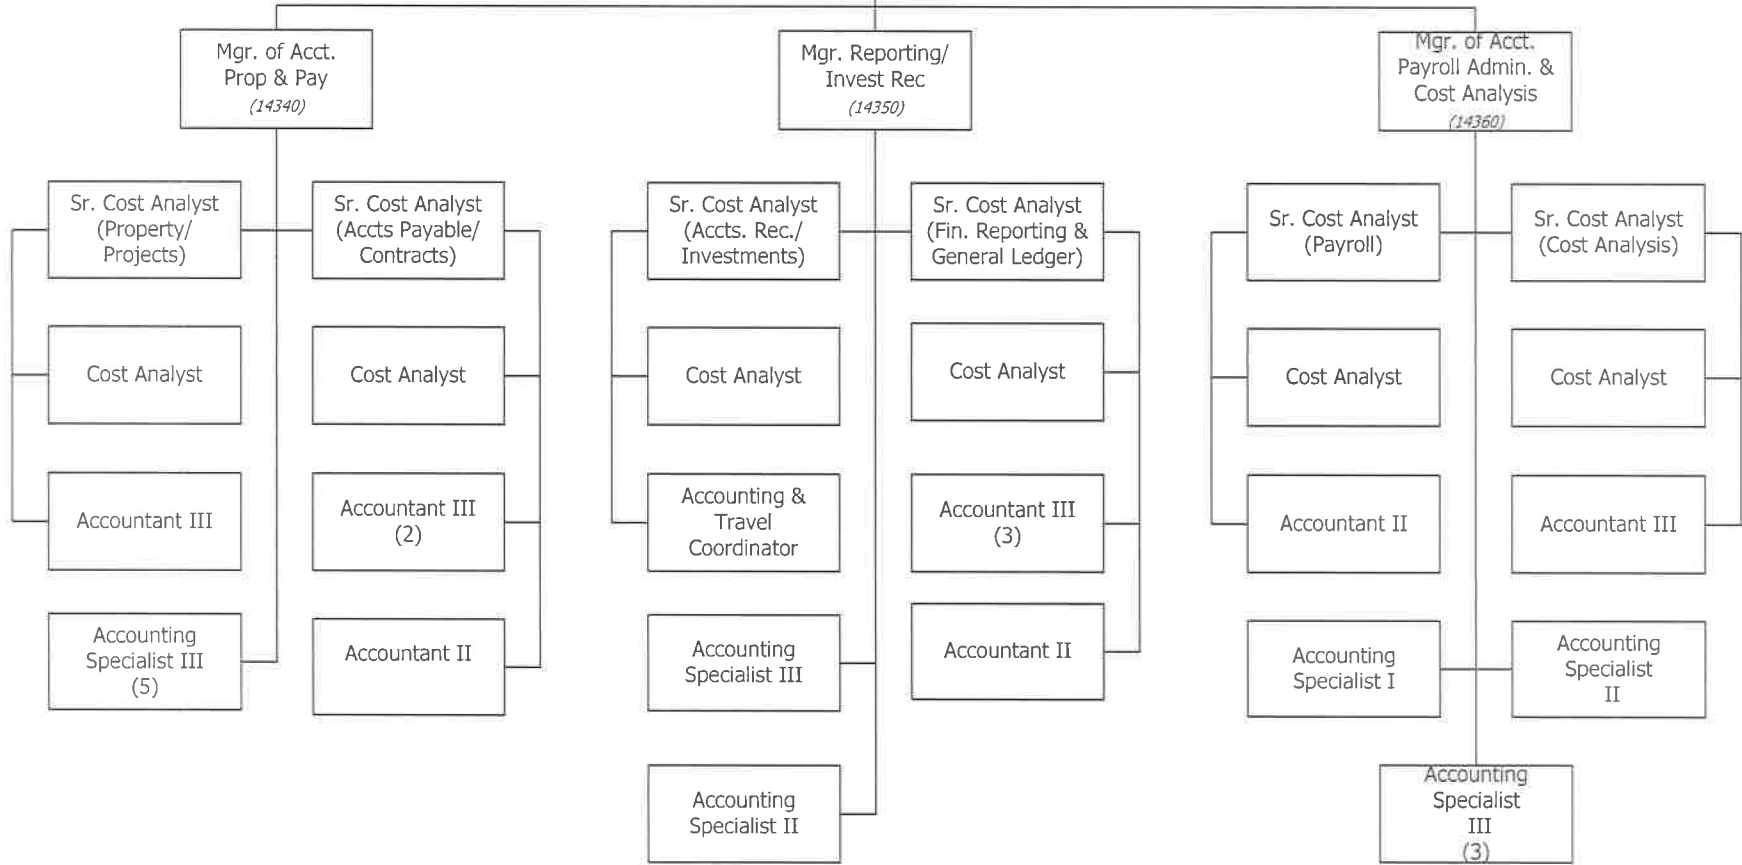 Mgr. of Acct.
Prop & Pay
(14340)
Mgr. Reporting/
Invest Rec
(14350)
Mgr. of Acct.
Payroll Admin. &
Cost Analysis
(14360)
Sr. Cost Analyst
(Property/
Projects)
Sr. Cost Analyst
(Accts Payable/
Contracts)
Sr. Cost Analyst
(Accts. Rec./
Investments)
Sr. Cost Analyst
(Fin. Reporting &
General Ledger)
Sr. Cost Analyst
(Payroll)
Sr. Cost Analyst
(Cost Analysis)
Cost Analyst
Cost Analyst
Cost Analyst
Cost Analyst
Cost Analyst
Cost Analyst
Accountant III
Accountant III
(2)
Accounting &
Travel
Coordinator
Accountant III
(3)
Accountant II
Accountant III
Accounting
Specialist III
(5)
Accountant II
Accounting
Specialist III
Accountant II
Accounting
Specialist I
Accounting
Specialist
II
Accounting
Specialist II
Accounting
Specialist
III
(3)